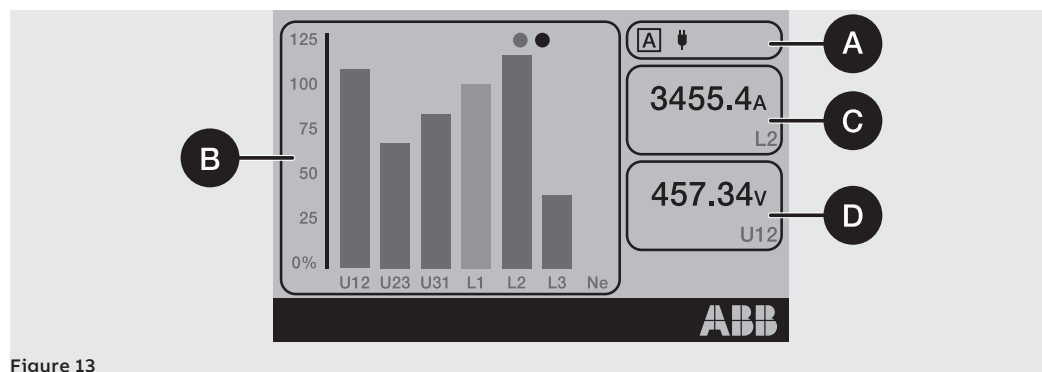 125
100
75
50
25
0%
U12 U23 U31 L1 L2 L3 Ne
B
A
A
3455.4A
L2
C
457.34V
U12
D
ABB
Figure 13